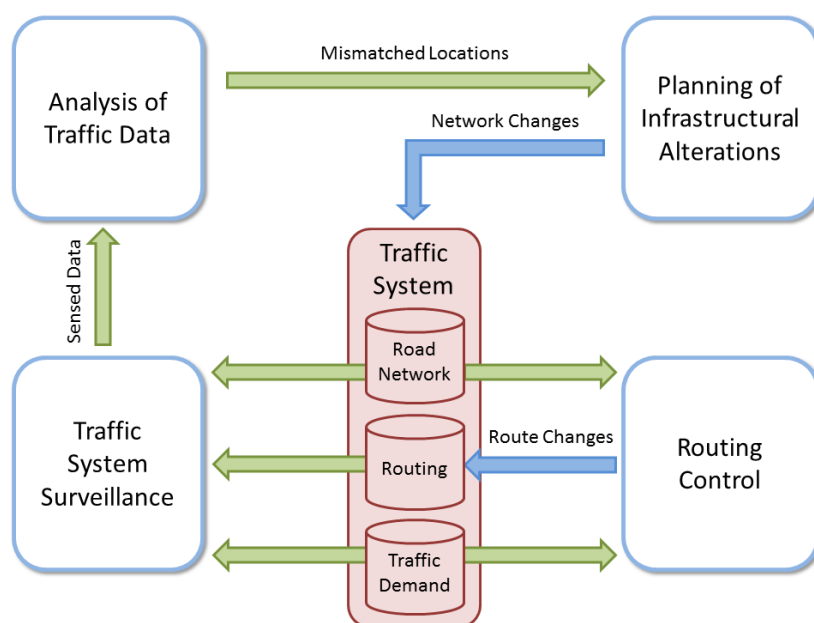 Mismatched Locations
Analysis of
Traffic Data
Planning of
Infrastructural
Alterations
Network Changes
Sensed Data
Traffic
System
Road
Network
Traffic
System
Surveillance
Routing
Route Changes
Routing
Control
Traffic
Demand